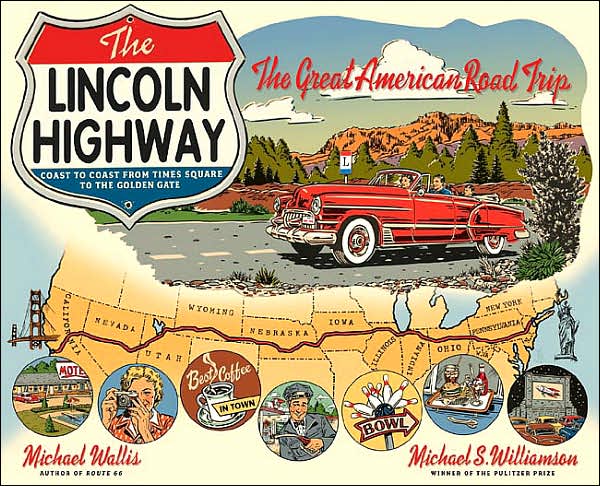 The
LINCOLN
HIGHWAY
COAST TO COAST FROM TIMES SQUARE
TO THE GOLDEN GATE
The Great American Road Trip
L
CALIFORNIA
NEVADA
UTAH
WYOMING
NEBRASKA
IOWA
ILLINOIS
INDIANA
OHIO
PENNSYLVANIA
NEW YORK
MOTEL
Best Coffee
IN TOWN
BOWL
Michael Wallis
AUTHOR OF ROUTE 66
Michael S. Williamson
WINNER OF THE PULITZER PRIZE